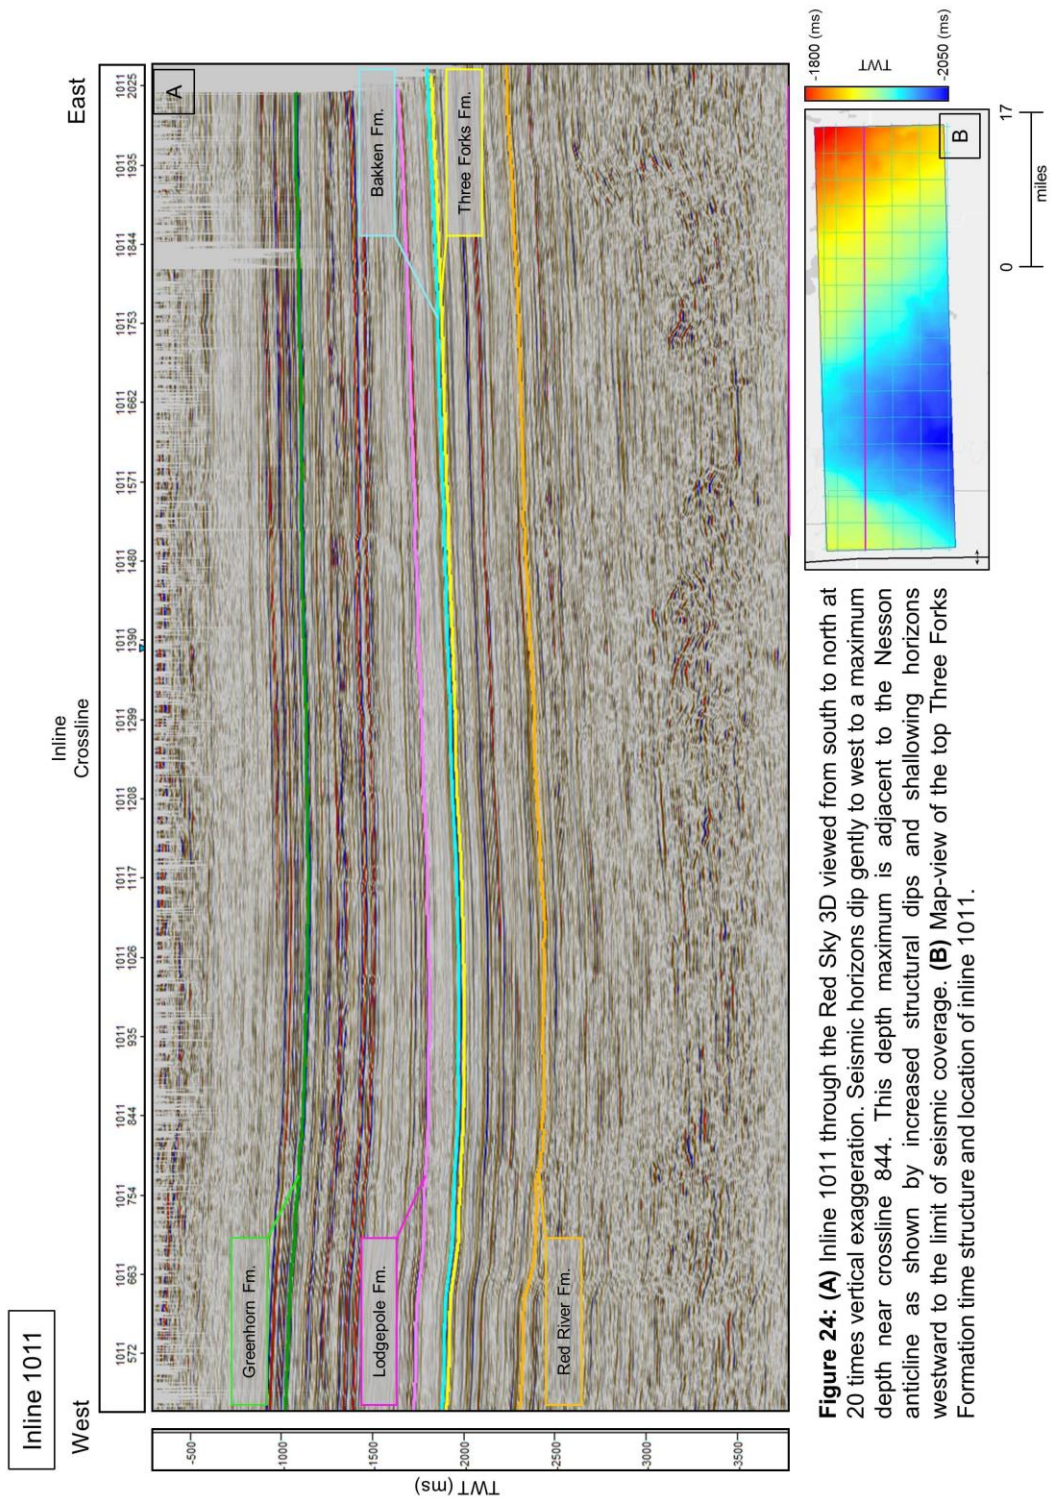 Inline 1011
West
East
Inline
Crossline
1011 1011 1011 1011 1011 1011 1011 1011 1011 1011 1011 1011 1011 1011 1011 1011 1011
572 663 754 844 935 1026 1117 1208 1299 1390 1480 1571 1662 1753 1844 1935 2025
A
TWT (ms)
-500
-1000
-1500
-2000
-2500
-3000
-3500
Greenhorn Fm.
Lodgepole Fm.
Red River Fm.
Bakken Fm.
Three Forks Fm.
Figure 24: (A) Inline 1011 through the Red Sky 3D viewed from south to north at
20 times vertical exaggeration. Seismic horizons dip gently to west to a maximum
depth near crossline 844. This depth maximum is adjacent to the Nesson
anticline as shown by increased structural dips and shallowing horizons
westward to the limit of seismic coverage. (B) Map-view of the top Three Forks
Formation time structure and location of inline 1011.
-1800 (ms)
TWT
-2050 (ms)
B
0 17
miles